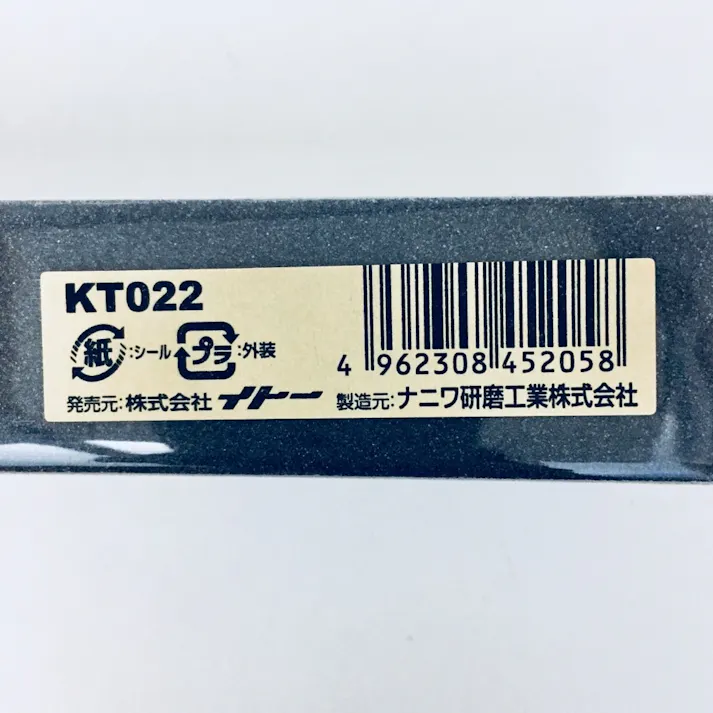 KT022
紙:シール プラ:外装
4 962308 452058
発売元:株式会社イトー 製造元:ナニワ研磨工業株式会社